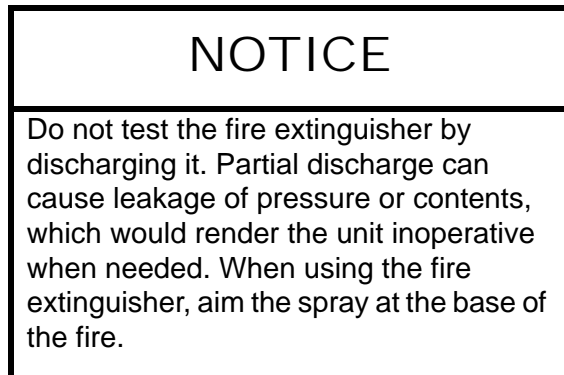 NOTICE
Do not test the fire extinguisher by
discharging it. Partial discharge can
cause leakage of pressure or contents,
which would render the unit inoperative
when needed. When using the fire
extinguisher, aim the spray at the base of
the fire.